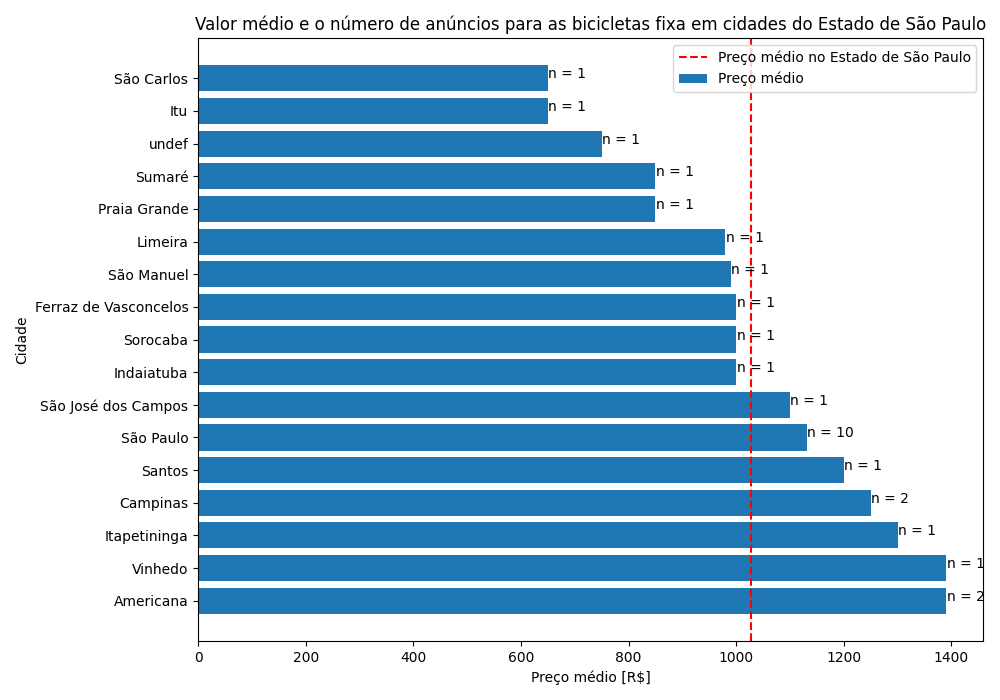 Valor médio e o número de anúncios para as bicicletas fixa em cidades do Estado de São Paulo
Preço médio no Estado de São Paulo
Preço médio
São Carlos n = 1
Itu n = 1
undef n = 1
Sumaré n = 1
Praia Grande n = 1
Limeira n = 1
São Manuel n = 1
Ferraz de Vasconcelos n = 1
Sorocaba n = 1
Indaiatuba n = 1
São José dos Campos n = 1
São Paulo n = 10
Santos n = 1
Campinas n = 2
Itapetininga n = 1
Vinhedo n = 1
Americana n = 2
Cidade
0 200 400 600 800 1000 1200 1400
Preço médio [R$]